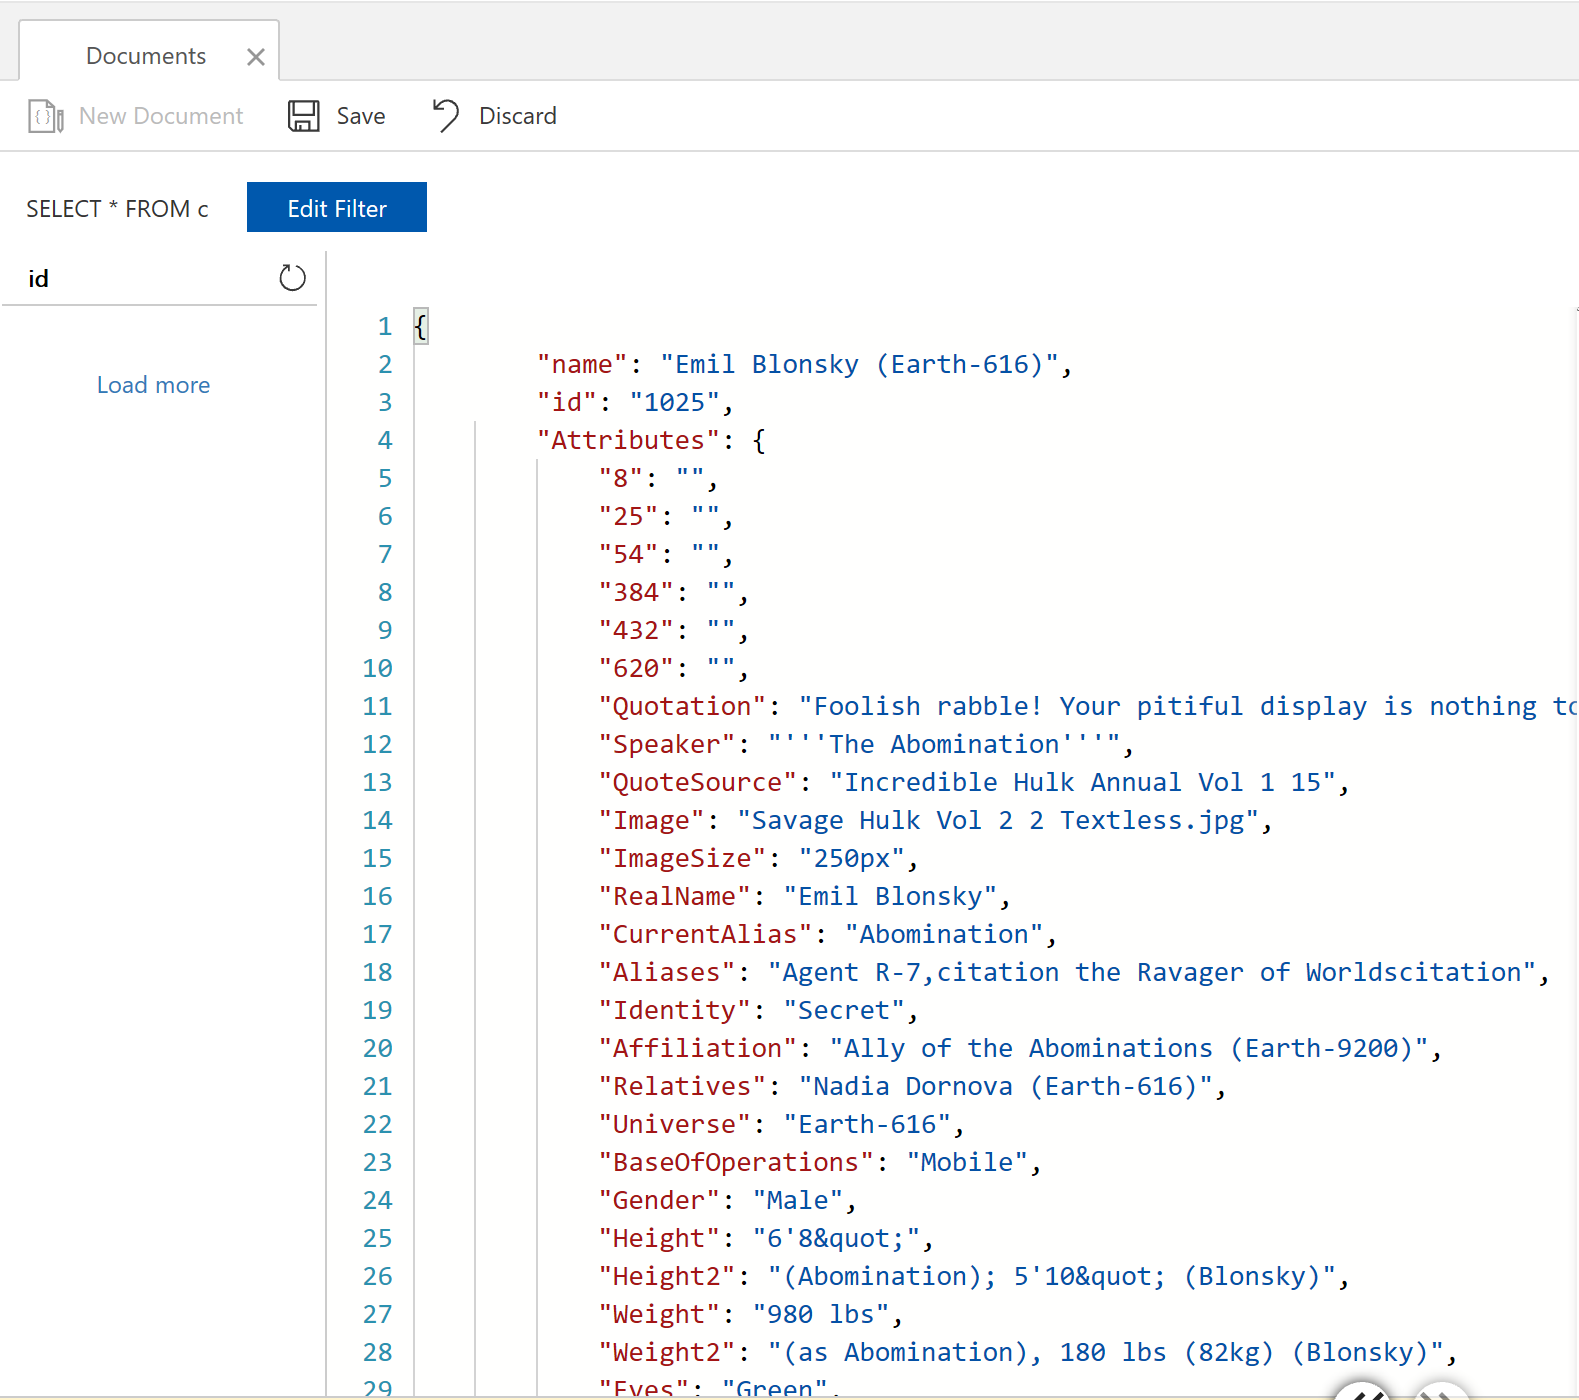 Documents
New Document Save Discard
SELECT * FROM c Edit Filter
id
Load more
1 {
2 "name": "Emil Blonsky (Earth-616)",
3 "id": "1025",
4 "Attributes": {
5 "8": "",
6 "25": "",
7 "54": "",
8 "384": "",
9 "432": "",
10 "620": "",
11 "Quotation": "Foolish rabble! Your pitiful display is nothing to
12 "Speaker": "'''The Abomination'''",
13 "QuoteSource": "Incredible Hulk Annual Vol 1 15",
14 "Image": "Savage Hulk Vol 2 2 Textless.jpg",
15 "ImageSize": "250px",
16 "RealName": "Emil Blonsky",
17 "CurrentAlias": "Abomination",
18 "Aliases": "Agent R-7,citation the Ravager of Worldscitation",
19 "Identity": "Secret",
20 "Affiliation": "Ally of the Abominations (Earth-9200)",
21 "Relatives": "Nadia Dornova (Earth-616)",
22 "Universe": "Earth-616",
23 "BaseOfOperations": "Mobile",
24 "Gender": "Male",
25 "Height": "6'8&quot;",
26 "Height2": "(Abomination); 5'10&quot; (Blonsky)",
27 "Weight": "980 lbs",
28 "Weight2": "(as Abomination), 180 lbs (82kg) (Blonsky)",
29 "Eyes": "Green",